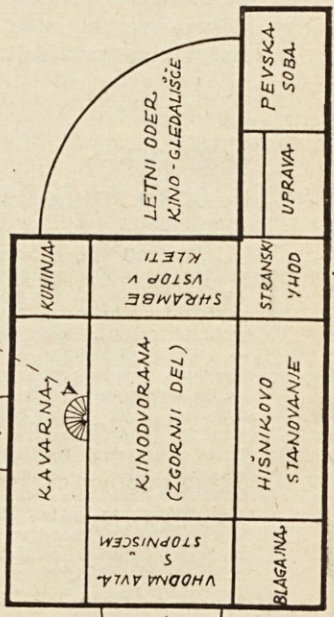 KAVARNA
A
KUHINJA
VHODNA AVLA
S
STOPNIŠČEM
KINODVORANA
(ZGORNJI DEL)
SHRAMBE
VSTOP V
KLETI
LETNI ODER
KINO-GLEDALIŠČE
BLAGAJNA
HIŠNIKOVO
STANOVANJE
STRANSKI
VHOD
UPRAVA
PEVSKA
SOBA